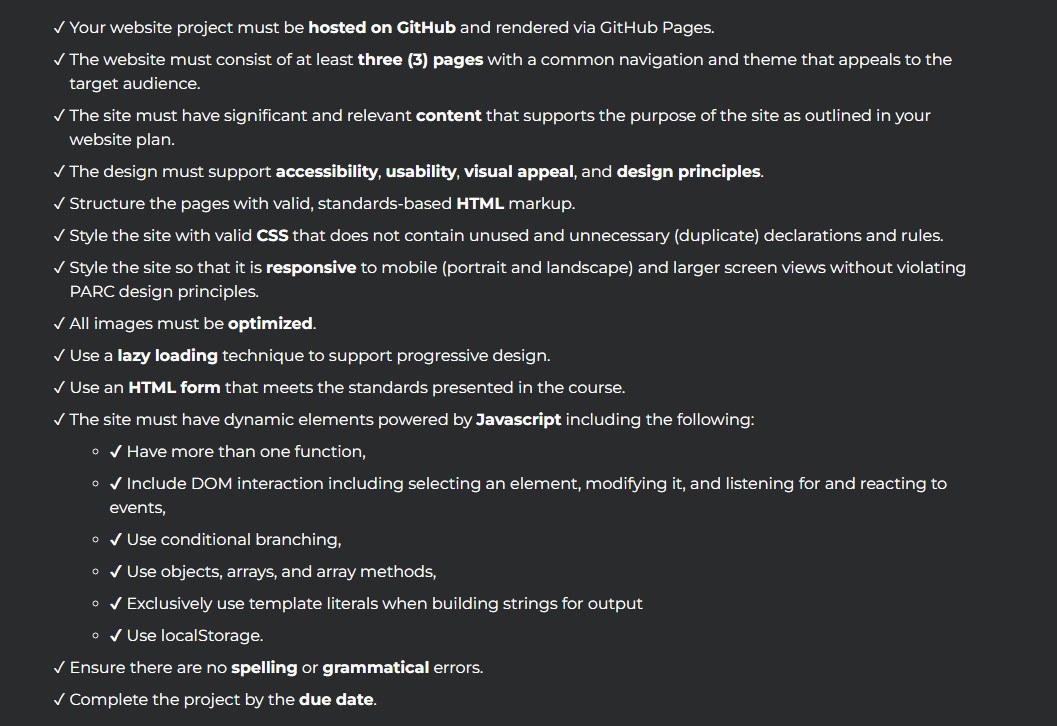 ✓ Your website project must be hosted on GitHub and rendered via GitHub Pages.
✓ The website must consist of at least three (3) pages with a common navigation and theme that appeals to the
target audience.
✓ The site must have significant and relevant content that supports the purpose of the site as outlined in your
website plan.
✓ The design must support accessibility, usability, visual appeal, and design principles.
✓ Structure the pages with valid, standards-based HTML markup.
✓ Style the site with valid CSS that does not contain unused and unnecessary (duplicate) declarations and rules.
✓ Style the site so that it is responsive to mobile (portrait and landscape) and larger screen views without violating
PARC design principles.
✓ All images must be optimized.
✓ Use a lazy loading technique to support progressive design.
✓ Use an HTML form that meets the standards presented in the course.
✓ The site must have dynamic elements powered by Javascript including the following:
◦ ✔ Have more than one function,
◦ ✔ Include DOM interaction including selecting an element, modifying it, and listening for and reacting to
events,
◦ ✔ Use conditional branching,
◦ ✔ Use objects, arrays, and array methods,
◦ ✔ Exclusively use template literals when building strings for output
◦ ✔ Use localStorage.
✓ Ensure there are no spelling or grammatical errors.
✓ Complete the project by the due date.